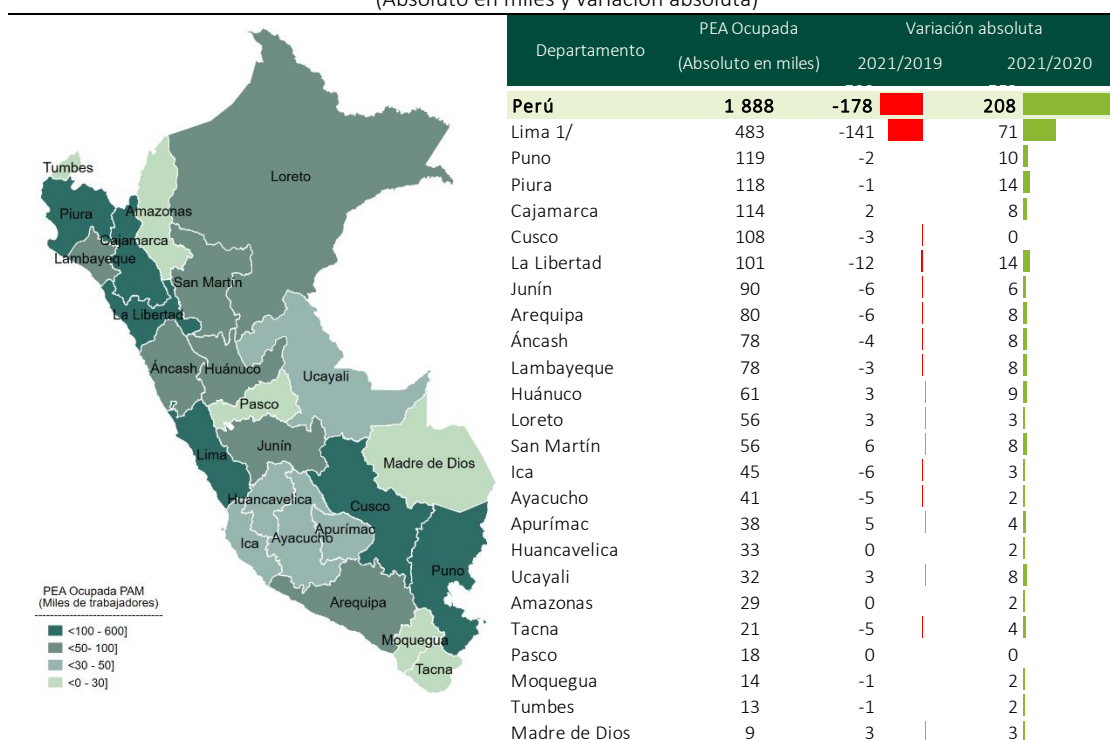 (Absoluto en miles y variación absoluta)
Departamento PEA Ocupada Variación absoluta
(Absoluto en miles) 2021/2019 2021/2020
Perú 1 888 -178 208
Lima 1/ 483 -141 71
Puno 119 -2 10
Piura 118 -1 14
Cajamarca 114 2 8
Cusco 108 -3 0
La Libertad 101 -12 14
Junín 90 -6 6
Arequipa 80 -6 8
Áncash 78 -4 8
Lambayeque 78 -3 8
Huánuco 61 3 9
Loreto 56 3 3
San Martín 56 6 8
Ica 45 -6 3
Ayacucho 41 -5 2
Apurímac 38 5 4
Huancavelica 33 0 2
Ucayali 32 3 8
Amazonas 29 0 2
Tacna 21 -5 4
Pasco 18 0 0
Moquegua 14 -1 2
Tumbes 13 -1 2
Madre de Dios 9 3 3
Tumbes
Loreto
Piura
Amazonas
Cajamarca
Lambayeque
San Martín
La Libertad
Áncash
Huánuco
Ucayali
Pasco
Junín
Lima
Madre de Dios
Huancavelica
Cusco
Apurímac
Ica
Ayacucho
Puno
Arequipa
Moquegua
Tacna
PEA Ocupada PAM
(Miles de trabajadores)
<100 - 600]
<50- 100]
<30 - 50]
<0 - 30]